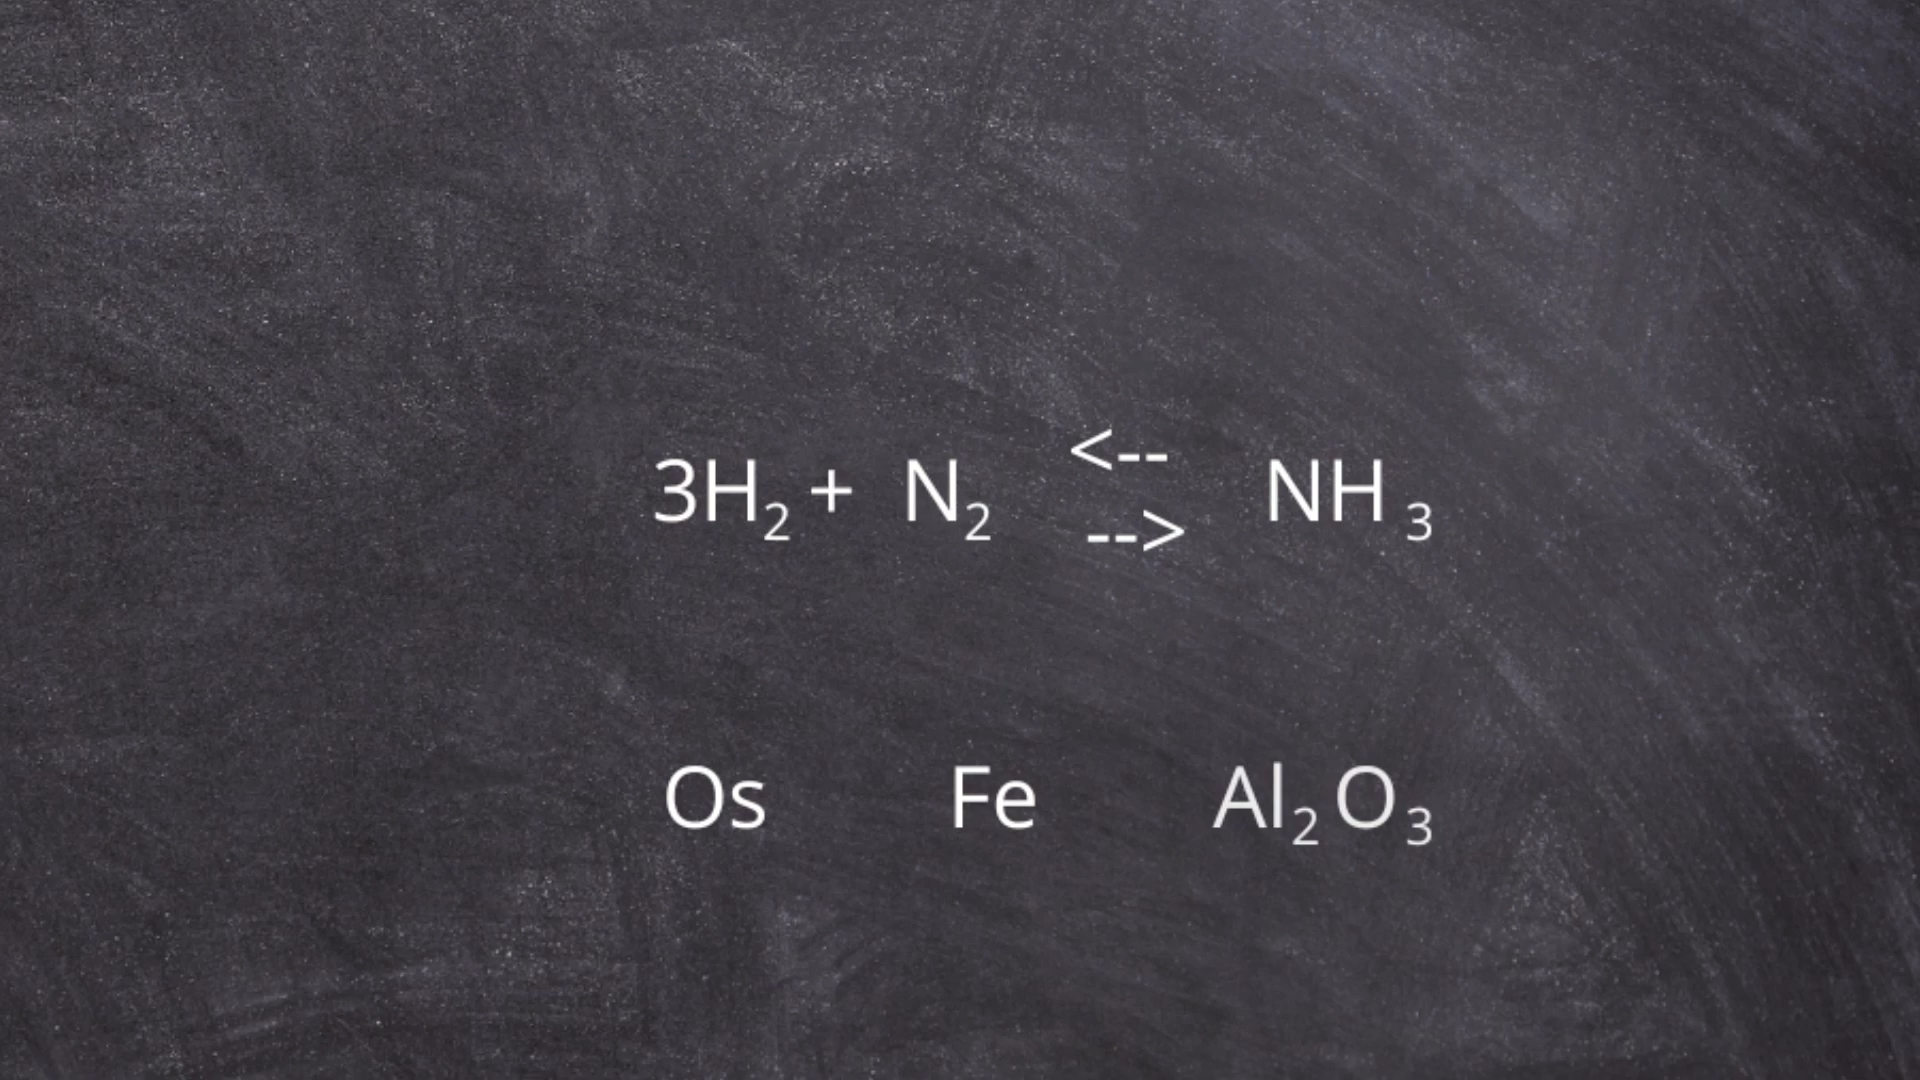 3H₂ + N₂ <-- --> NH₃
Os Fe Al₂O₃